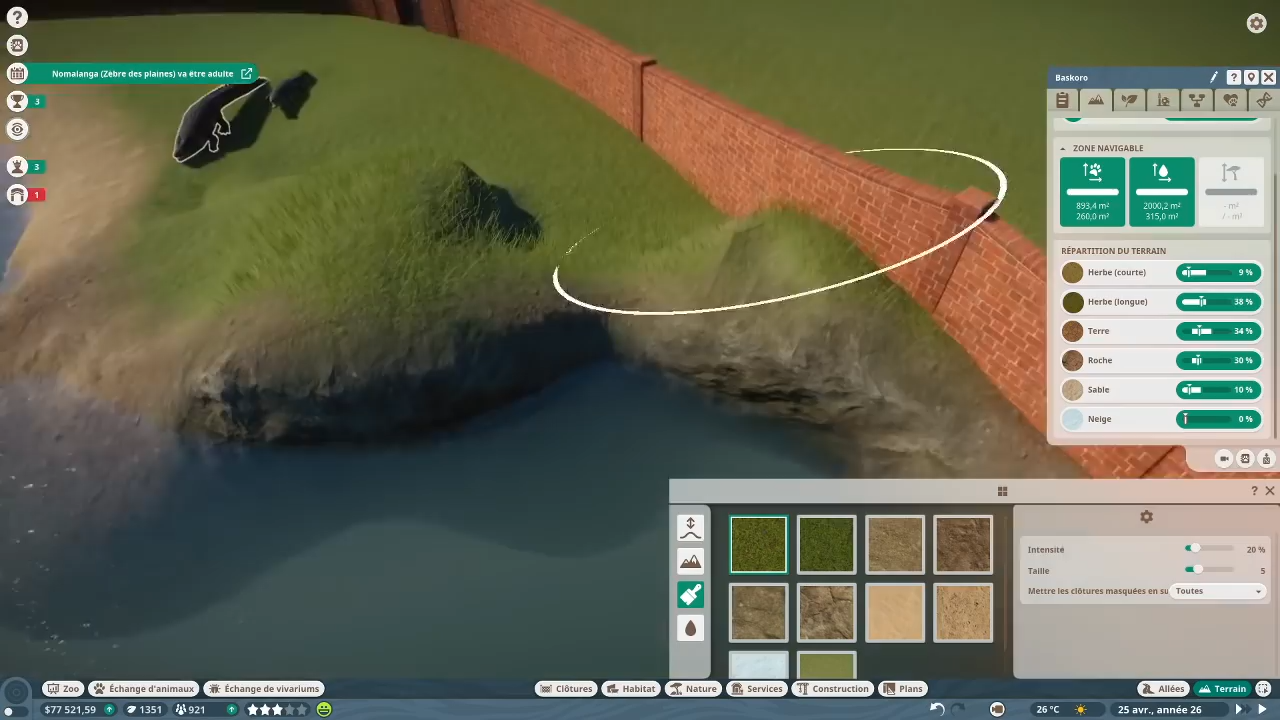 ?
Nomalanga (Zèbre des plaines) va être adulte
3
3
1
Baskoro
?
ZONE NAVIGABLE
893,4 m²
260,0 m²
2000,2 m²
315,0 m²
- m²
/ - m²
RÉPARTITION DU TERRAIN
Herbe (courte)
9 %
Herbe (longue)
38 %
Terre
34 %
Roche
30 %
Sable
10 %
Neige
0 %
?
Intensité
20 %
Taille
5
Mettre les clôtures masquées en su
Toutes
Zoo
Échange d'animaux
Échange de vivariums
Clôtures
Habitat
Nature
Services
Construction
Plans
Allées
Terrain
$77 521,59
1351
921
26 °C
25 avr., année 26